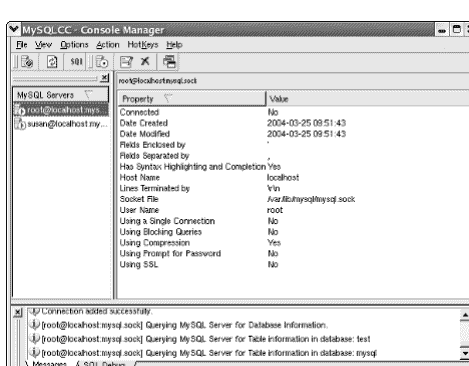 MySQLCC - Console Manager
File View Options Action HotKeys Help
SQL
root@localhostmysql.sock
MySQL Servers
root@localhost:mys...
susan@localhost:my...
Property Value
Connected No
Date Created 2004-03-25 09:51:43
Date Modified 2004-03-25 09:51:43
Fields Enclosed by '
Fields Separated by ,
Has Syntax Highlighting and Completion Yes
Host Name localhost
Lines Terminated by \r\n
Socket File /var/lib/mysql/mysql.sock
User Name root
Using a Single Connection No
Using Blocking Queries No
Using Compression Yes
Using Prompt for Password No
Using SSL No
Connection added successfully.
[root@localhost:mysql.sock] Querying MySQL Server for Database Information.
[root@localhost:mysql.sock] Querying MySQL Server for Table information in database: test
[root@localhost:mysql.sock] Querying MySQL Server for Table information in database: mysql
Messages SQL Debug